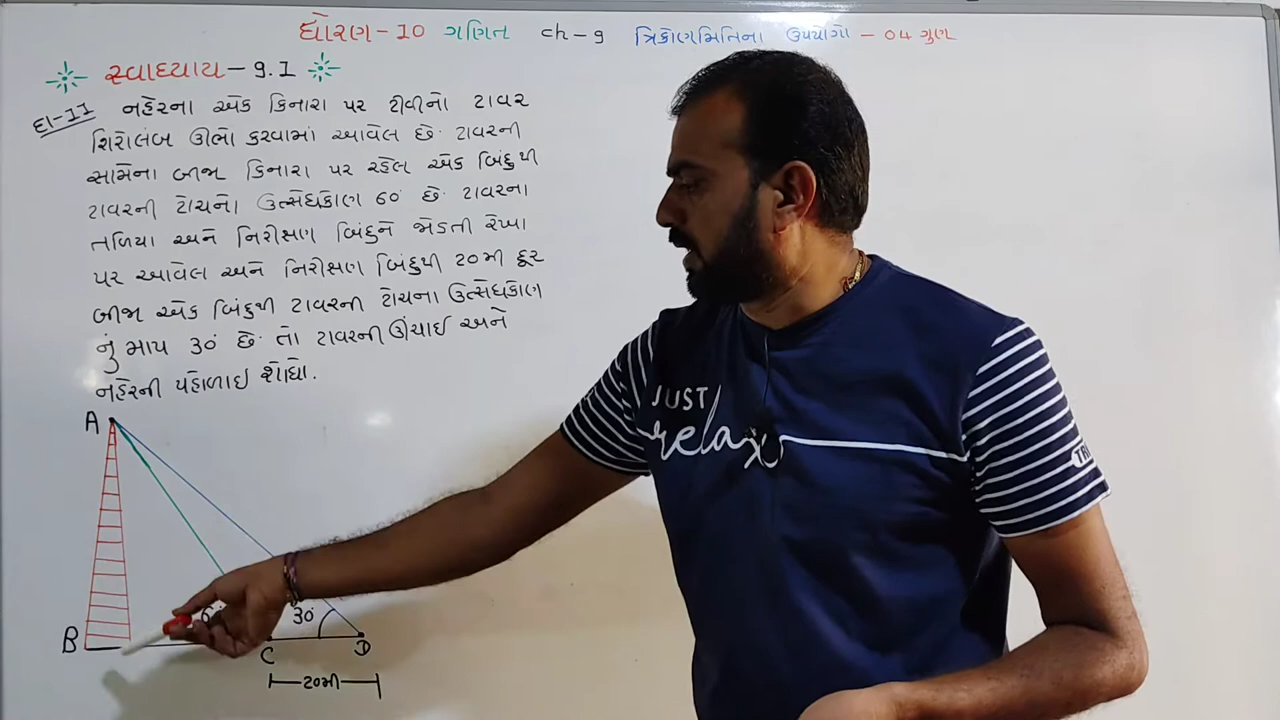 ધોરણ-10 ગણિત ch-9 ત્રિકોણમિતિના ઉપયોગો - 04 ગુણ
સ્વાધ્યાય - 9.1
દા-11 નહેરના એક કિનારા પર ટીવીનો ટાવર
શિરોલંબ ઊભો કરવામાં આવેલ છે. ટાવરની
સામેના બીજા કિનારા પર રહેલ એક બિંદુથી
ટાવરની ટોચનો ઉત્સેધકોણ 60° છે. ટાવરના
તળિયા અને નિરીક્ષણ બિંદુને જોડતી રેખા
પર આવેલ અને નિરીક્ષણ બિંદુથી 20મી દૂર
બીજા એક બિંદુથી ટાવરની ટોચના ઉત્સેધકોણ
નું માપ 30° છે. તો ટાવરની ઊંચાઈ અને
નહેરની પહોળાઈ શોધો.
A
JUST
relax
30°
B
C
D
20મી